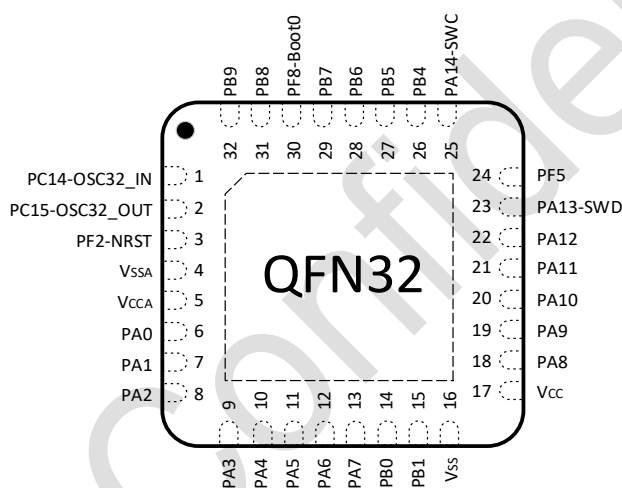 PB9
PB8
PF8-Boot0
PB7
PB6
PB5
PB4
PA14-SWC
32
31
30
29
28
27
26
25
PC14-OSC32_IN 1
PC15-OSC32_OUT 2
PF2-NRST 3
VSSA 4
VCCA 5
PA0 6
PA1 7
PA2 8
QFN32
24 PF5
23 PA13-SWD
22 PA12
21 PA11
20 PA10
19 PA9
18 PA8
17 VCC
9
10
11
12
13
14
15
16
PA3
PA4
PA5
PA6
PA7
PB0
PB1
VSS